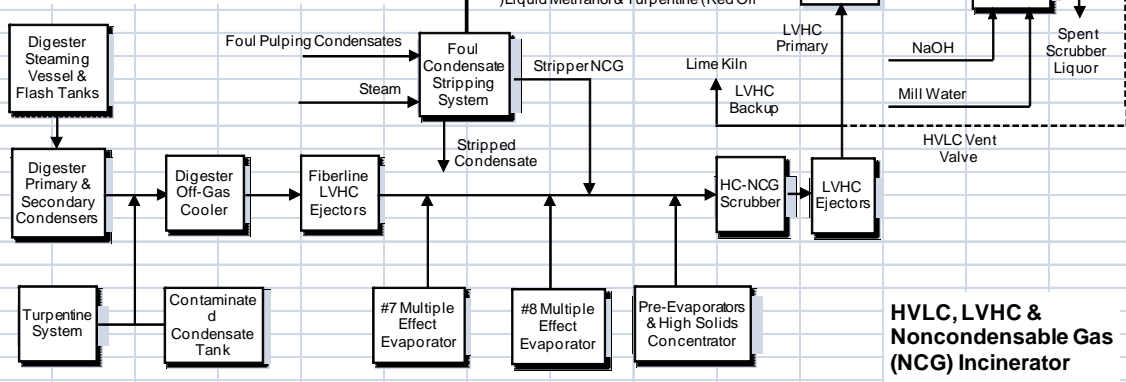 )Liquid Methanol & Turpentine (Red Oil
Digester
Steaming
Vessel &
Flash Tanks
Foul Pulping Condensates
Steam
Foul
Condensate
Stripping
System
Stripper NCG
Stripped
Condensate
LVHC
Primary
Lime Kiln
LVHC
Backup
NaOH
Mill Water
Spent
Scrubber
Liquor
HVLC Vent
Valve
Digester
Primary &
Secondary
Condensers
Digester
Off-Gas
Cooler
Fiberline
LVHC
Ejectors
HC-NCG
Scrubber
LVHC
Ejectors
Turpentine
System
Contaminate
d
Condensate
Tank
#7 Multiple
Effect
Evaporator
#8 Multiple
Effect
Evaporator
Pre-Evaporators
& High Solids
Concentrator
HVLC, LVHC &
Noncondensable Gas
(NCG) Incinerator